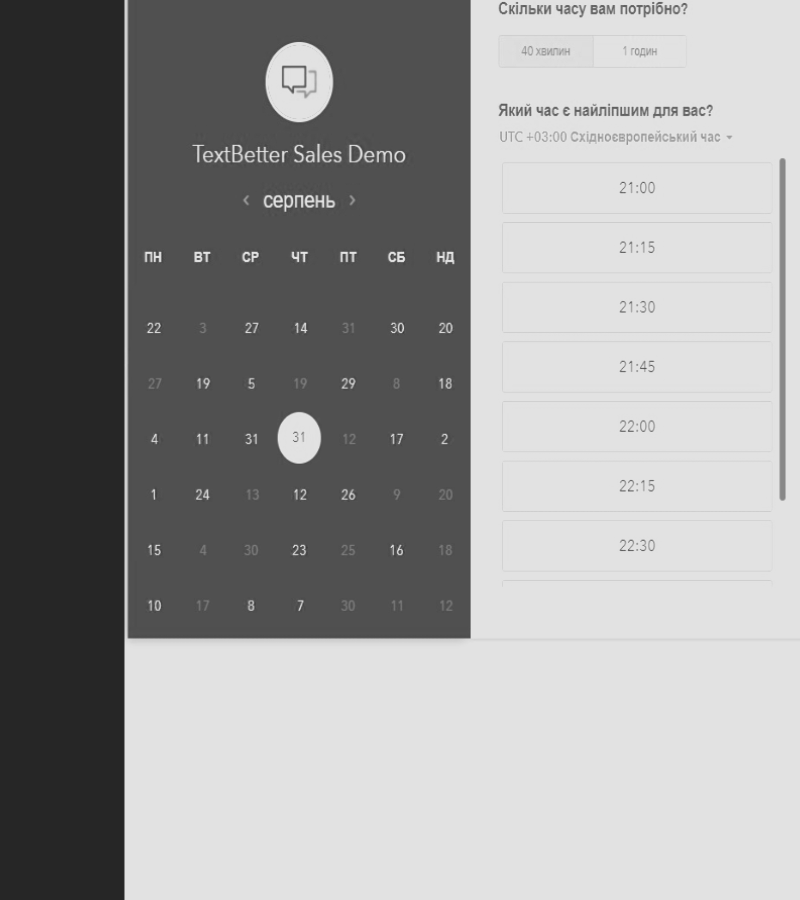 TextBetter Sales Demo
‹ серпень ›
ПН ВТ СР ЧТ ПТ СБ НД
22 3 27 14 31 30 20
27 19 5 19 29 8 18
4 11 31 31 12 17 2
1 24 13 12 26 9 20
15 4 30 23 25 16 18
10 17 8 7 30 11 12
Скільки часу вам потрібно?
40 хвилин 1 годин
Який час є найліпшим для вас?
UTC +03:00 Східноєвропейський час
21:00
21:15
21:30
21:45
22:00
22:15
22:30